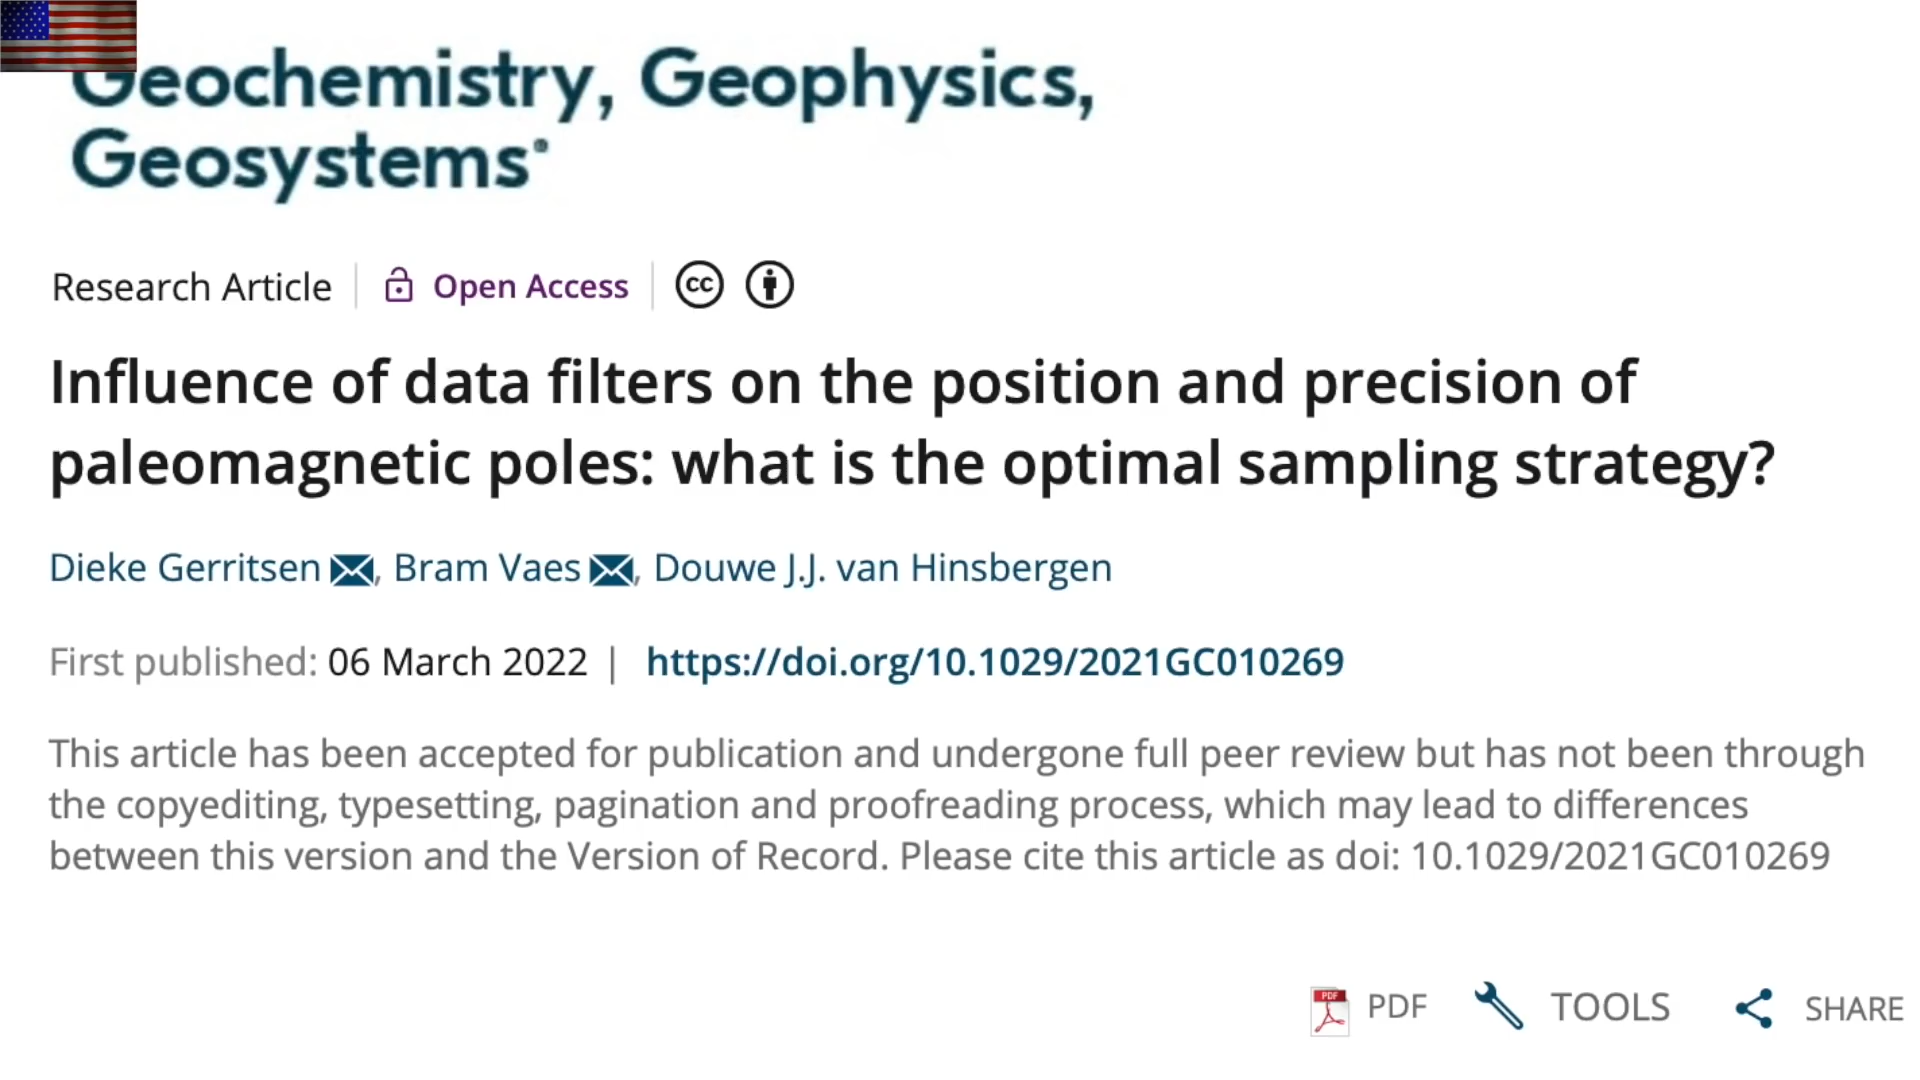 Geochemistry, Geophysics,
Geosystems®
Research Article | Open Access | cc
Influence of data filters on the position and precision of
paleomagnetic poles: what is the optimal sampling strategy?
Dieke Gerritsen, Bram Vaes, Douwe J.J. van Hinsbergen
First published: 06 March 2022 | https://doi.org/10.1029/2021GC010269
This article has been accepted for publication and undergone full peer review but has not been through
the copyediting, typesetting, pagination and proofreading process, which may lead to differences
between this version and the Version of Record. Please cite this article as doi: 10.1029/2021GC010269
PDF PDF TOOLS SHARE